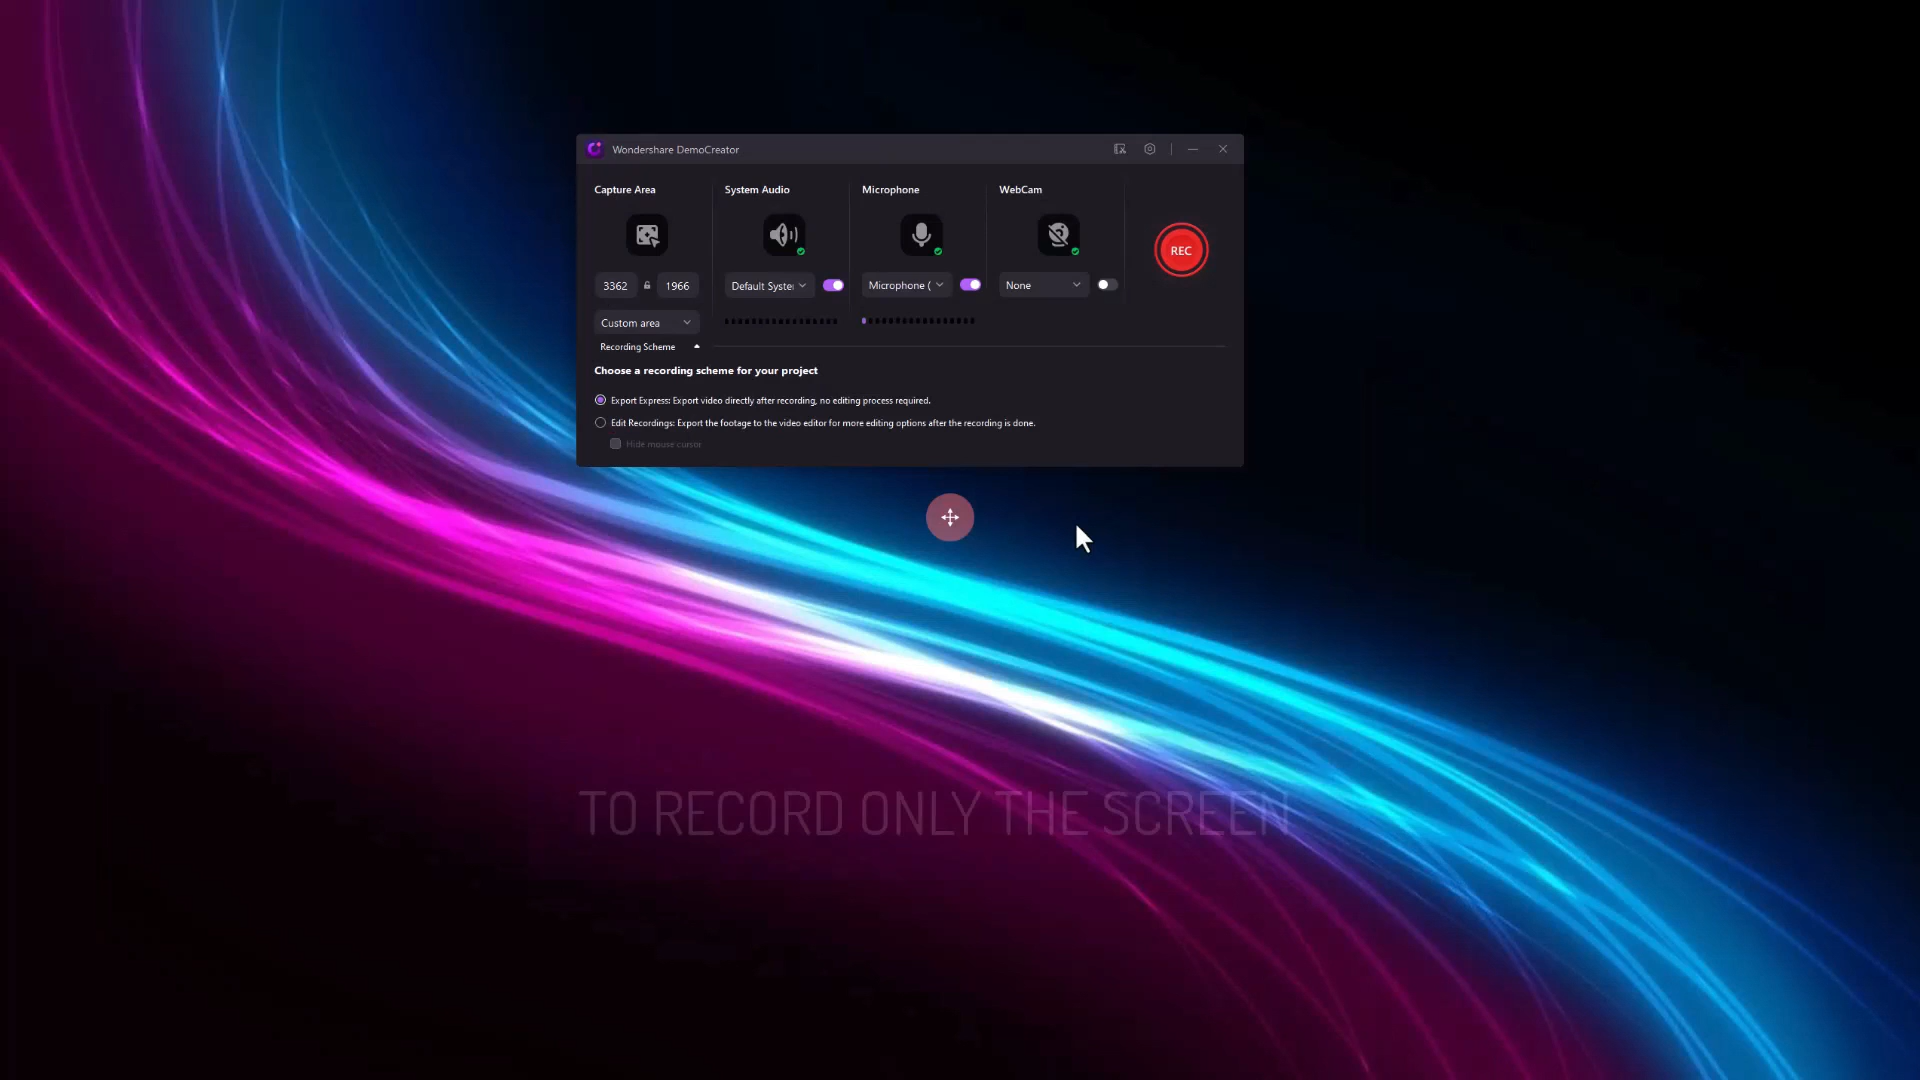 Wondershare DemoCreator
Capture Area
System Audio
Microphone
WebCam
REC
3362
1966
Default Syste
Microphone (
None
Custom area
Recording Scheme
Choose a recording scheme for your project
Export Express: Export video directly after recording, no editing process required.
Edit Recordings: Export the footage to the video editor for more editing options after the recording is done.
Hide mouse cursor
TO RECORD ONLY THE SCREEN